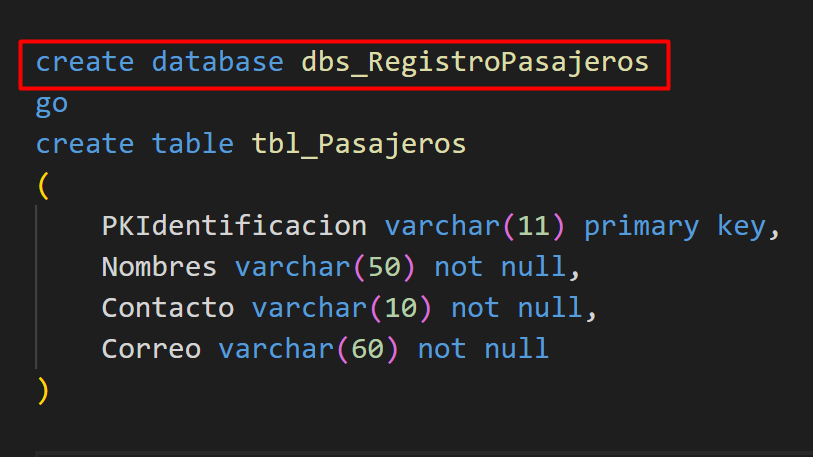 create database dbs_RegistroPasajeros
go
create table tbl_Pasajeros
(
PKIdentificacion varchar(11) primary key,
Nombres varchar(50) not null,
Contacto varchar(10) not null,
Correo varchar(60) not null
)